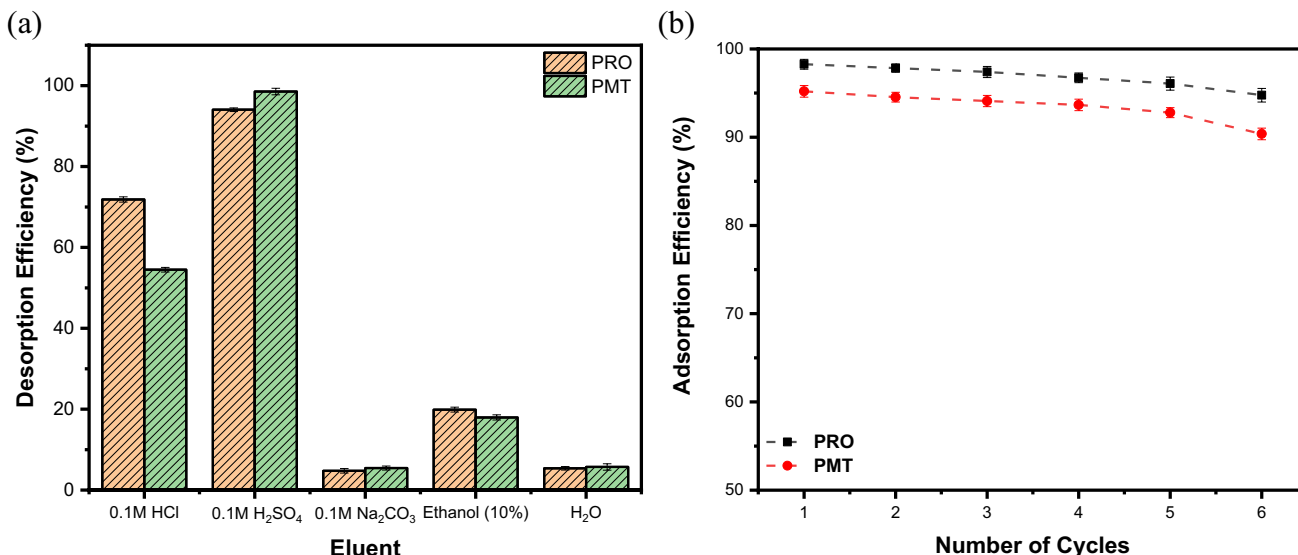 (a)
Desorption Efficiency (%)
100
80
60
40
20
0
PRO
PMT
0.1M HCl
0.1M H₂SO₄
0.1M Na₂CO₃
Ethanol (10%)
H₂O
Eluent
(b)
Adsorption Efficiency (%)
100
90
80
70
60
50
PRO
PMT
1
2
3
4
5
6
Number of Cycles